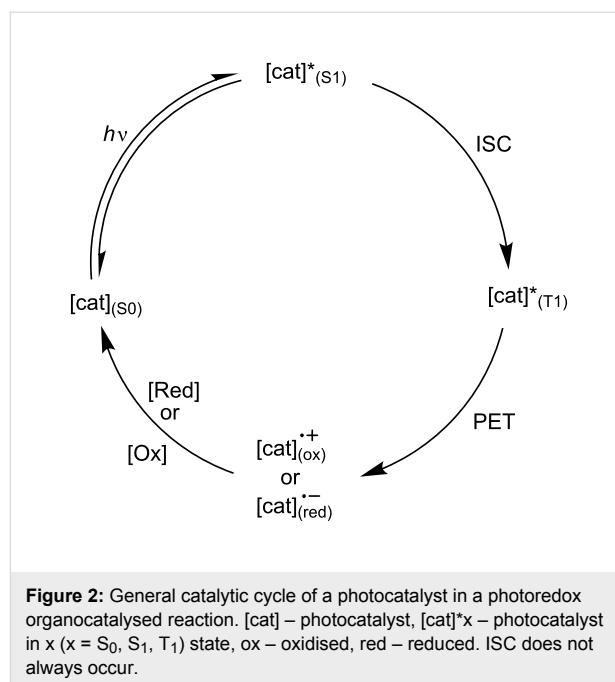 [cat]*(S1)
hν
ISC
[cat](S0)
[cat]*(T1)
[Red]
or
[Ox]
PET
[cat]•+(ox)
or
[cat]•−(red)
Figure 2: General catalytic cycle of a photocatalyst in a photoredox
organocatalysed reaction. [cat] – photocatalyst, [cat]*x – photocatalyst
in x (x = S0, S1, T1) state, ox – oxidised, red – reduced. ISC does not
always occur.